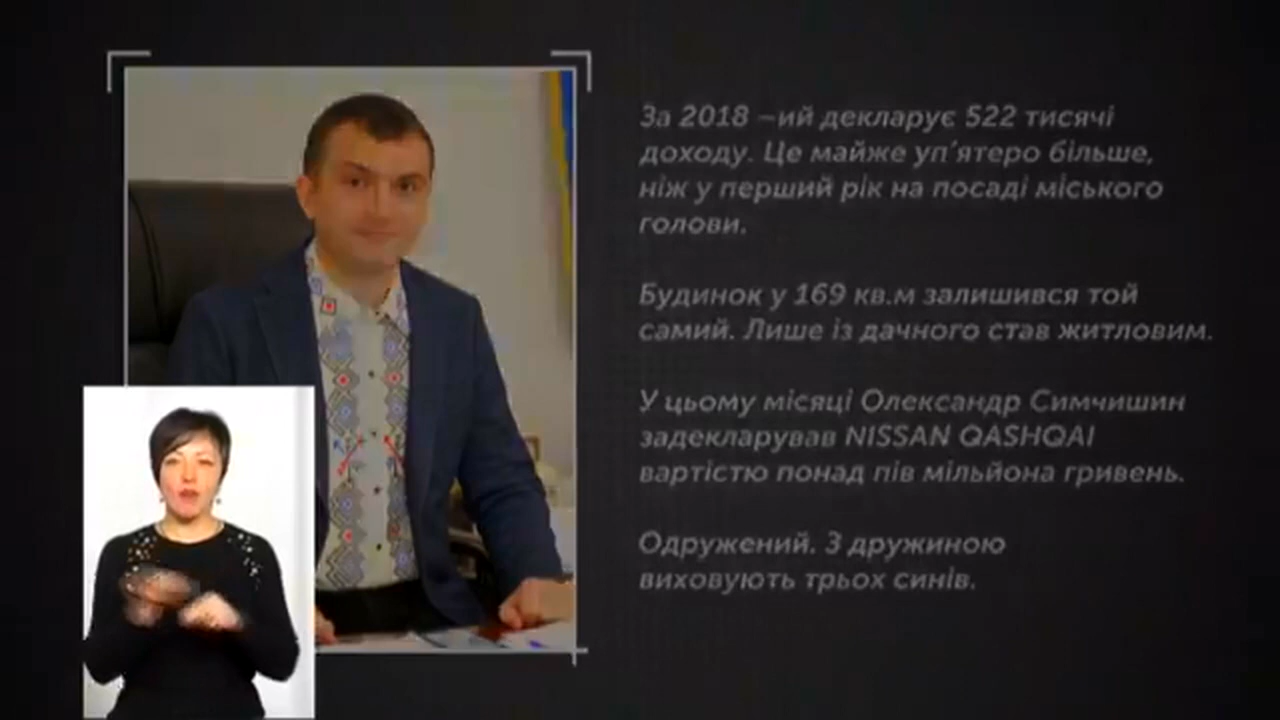 За 2018 –ий декларує 522 тисячі
доходу. Це майже уп'ятеро більше,
ніж у перший рік на посаді міського
голови.
Будинок у 169 кв.м залишився той
самий. Лише із дачного став житловим.
У цьому місяці Олександр Симчишин
задекларував NISSAN QASHQAI
вартістю понад пів мільйона гривень.
Одружений. З дружиною
виховують трьох синів.